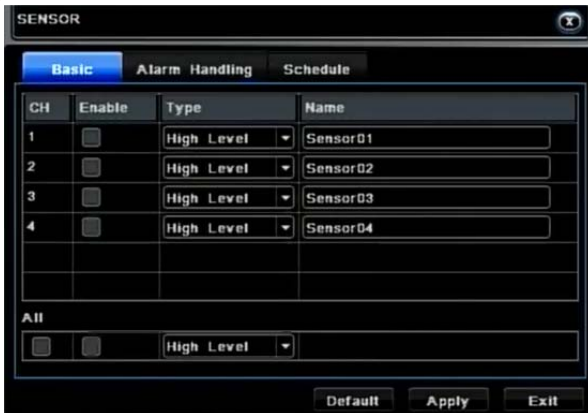 SENSOR
Basic Alarm Handling Schedule
CH Enable Type Name
1 High Level Sensor01
2 High Level Sensor02
3 High Level Sensor03
4 High Level Sensor04
All
High Level
Default Apply Exit